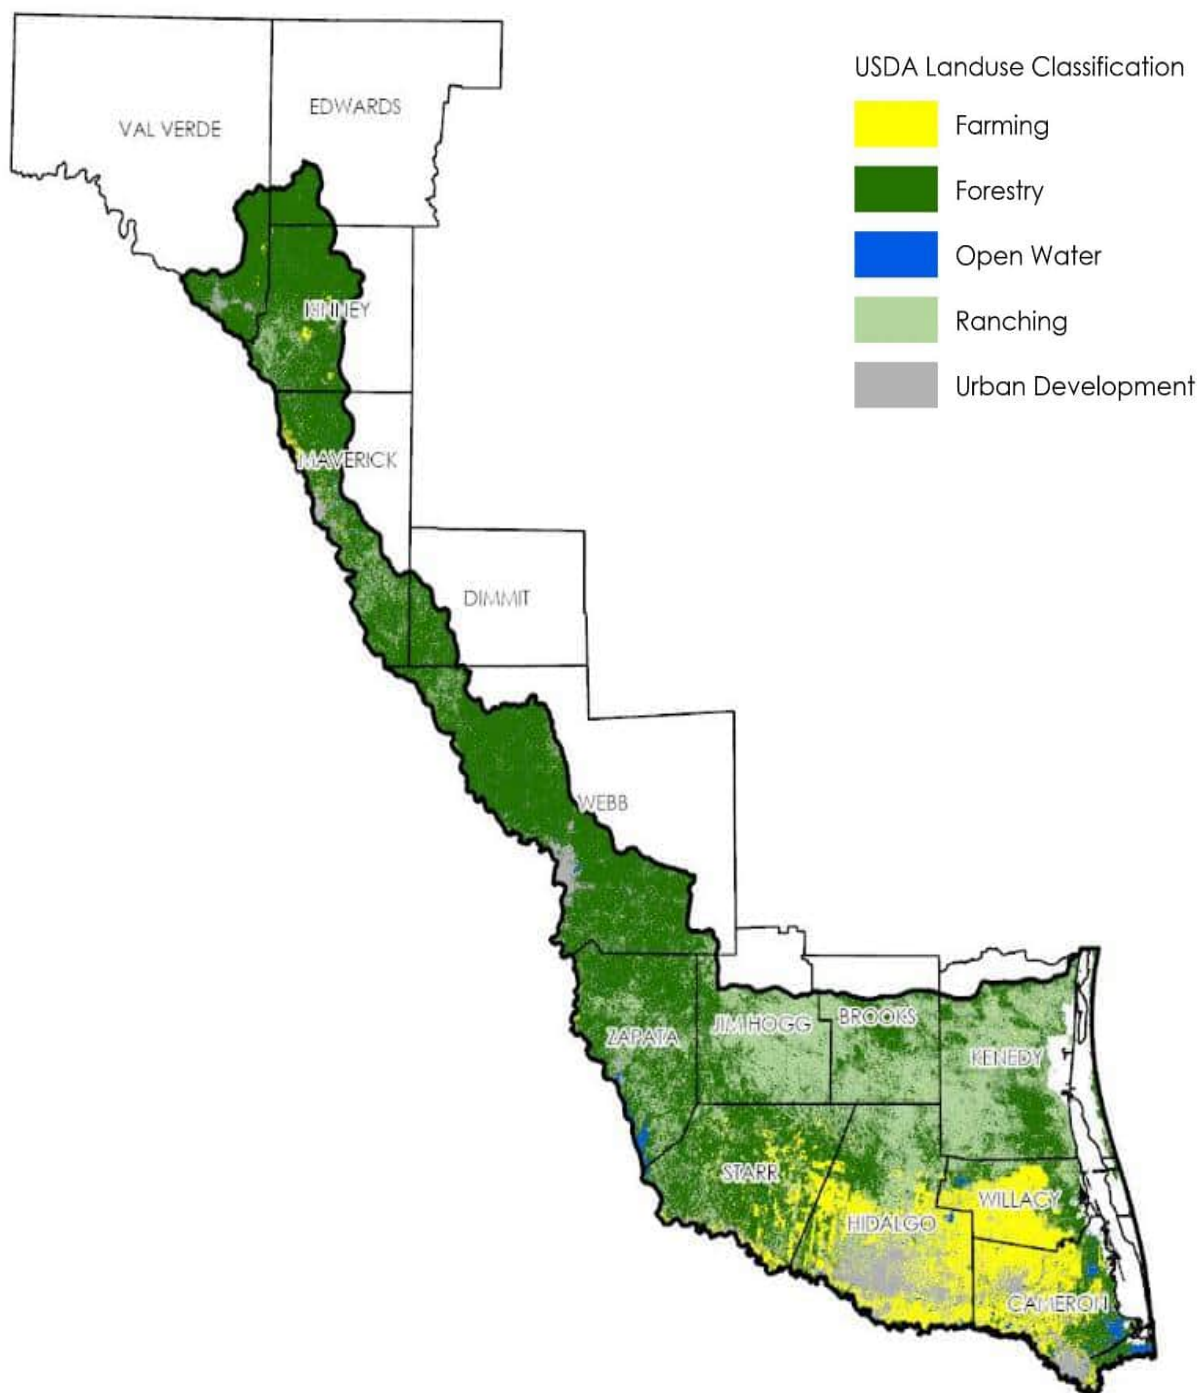 USDA Landuse Classification
Farming
Forestry
Open Water
Ranching
Urban Development
EDWARDS
VAL VERDE
KINNEY
MAVERICK
DIMMIT
WEBB
ZAPATA
JIM HOGG
BROOKS
KENEDY
STARR
HIDALGO
WILLACY
CAMERON